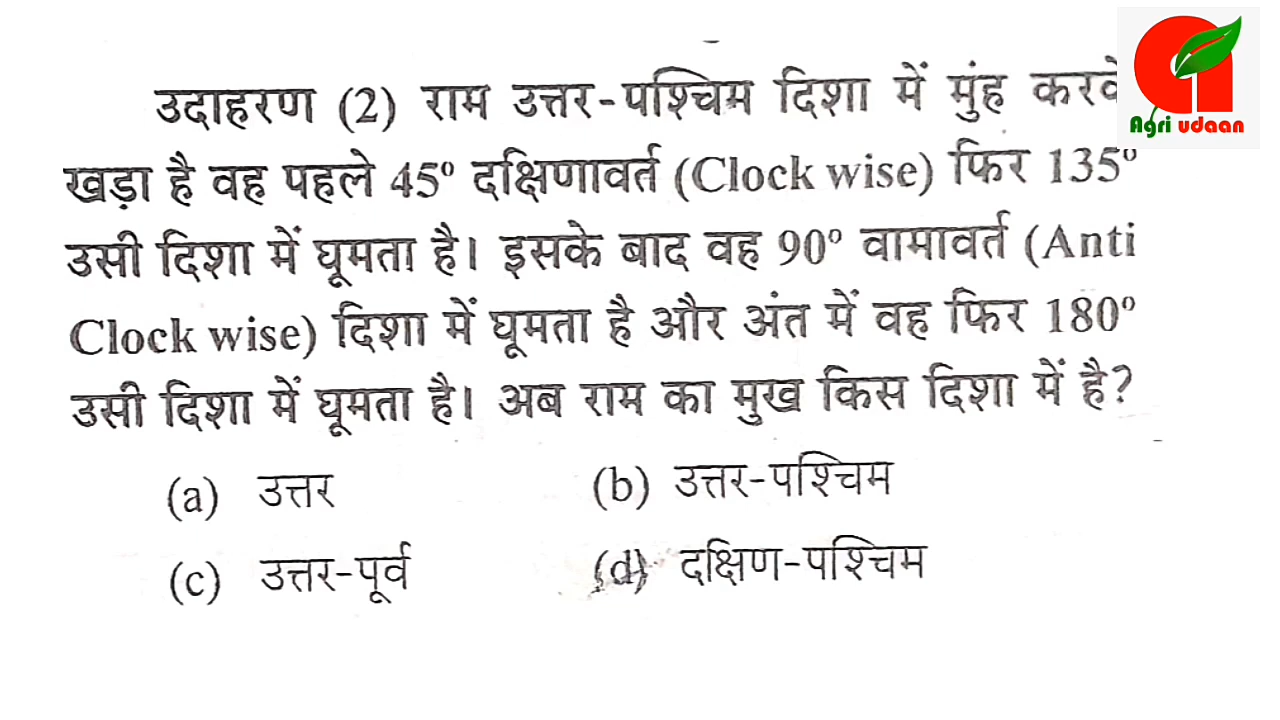 Agri udaan
उदाहरण (2) राम उत्तर-पश्चिम दिशा में मुंह करके
खड़ा है वह पहले 45° दक्षिणावर्त (Clock wise) फिर 135°
उसी दिशा में घूमता है। इसके बाद वह 90° वामावर्त (Anti
Clock wise) दिशा में घूमता है और अंत में वह फिर 180°
उसी दिशा में घूमता है। अब राम का मुख किस दिशा में है?
(a) उत्तर (b) उत्तर-पश्चिम
(c) उत्तर-पूर्व (d) दक्षिण-पश्चिम